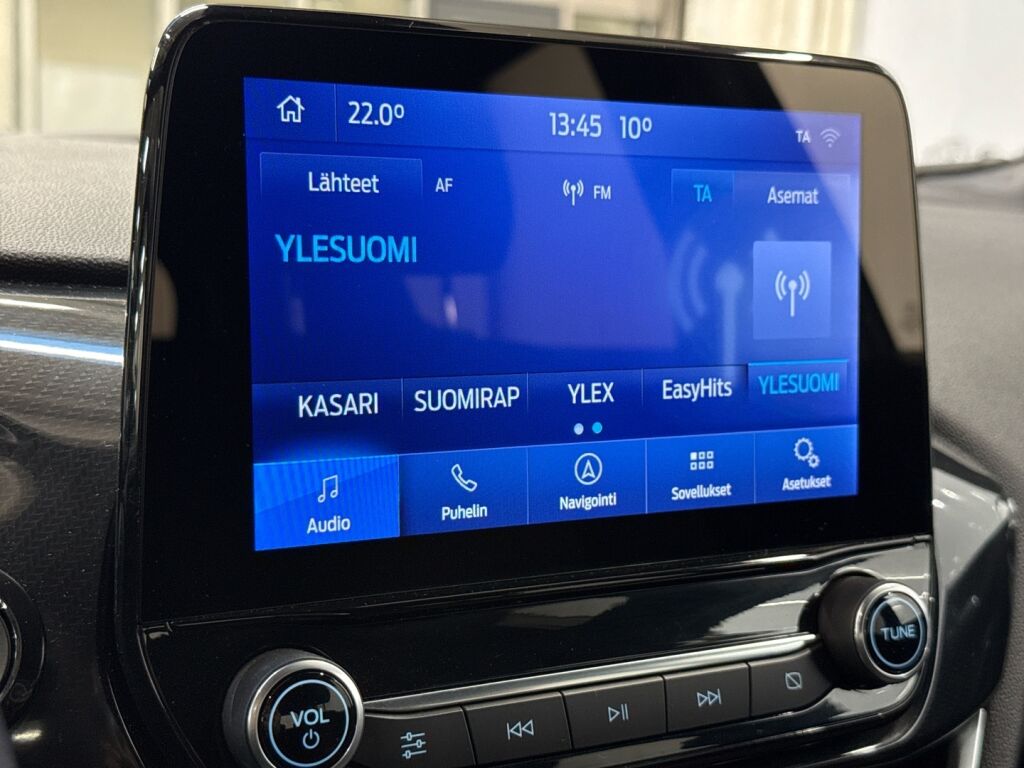 22.0° 13:45 10° TA
Lähteet AF FM TA Asemat
YLESUOMI
KASARI SUOMIRAP YLEX EasyHits YLESUOMI
Audio Puhelin Navigointi Sovellukset Asetukset
VOL TUNE